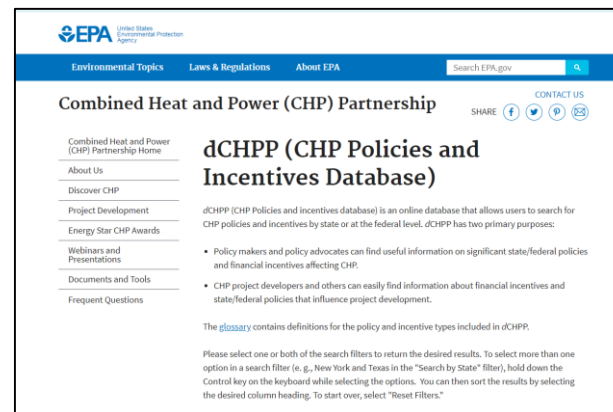 EPA United States
Environmental Protection
Agency
Environmental Topics Laws & Regulations About EPA Search EPA.gov
CONTACT US
Combined Heat and Power (CHP) Partnership SHARE
Combined Heat and Power
(CHP) Partnership Home
About Us
Discover CHP
Project Development
Energy Star CHP Awards
Webinars and
Presentations
Documents and Tools
Frequent Questions
dCHPP (CHP Policies and
Incentives Database)
dCHPP (CHP Policies and incentives database) is an online database that allows users to search for
CHP policies and incentives by state or at the federal level. dCHPP has two primary purposes:
• Policy makers and policy advocates can find useful information on significant state/federal policies
and financial incentives affecting CHP.
• CHP project developers and others can easily find information about financial incentives and
state/federal policies that influence project development.
The glossary contains definitions for the policy and incentive types included in dCHPP.
Please select one or both of the search filters to return the desired results. To select more than one
option in a search filter (e. g., New York and Texas in the "Search by State" filter), hold down the
Control key on the keyboard while selecting the options. You can then sort the results by selecting
the desired column heading. To start over, select "Reset Filters."